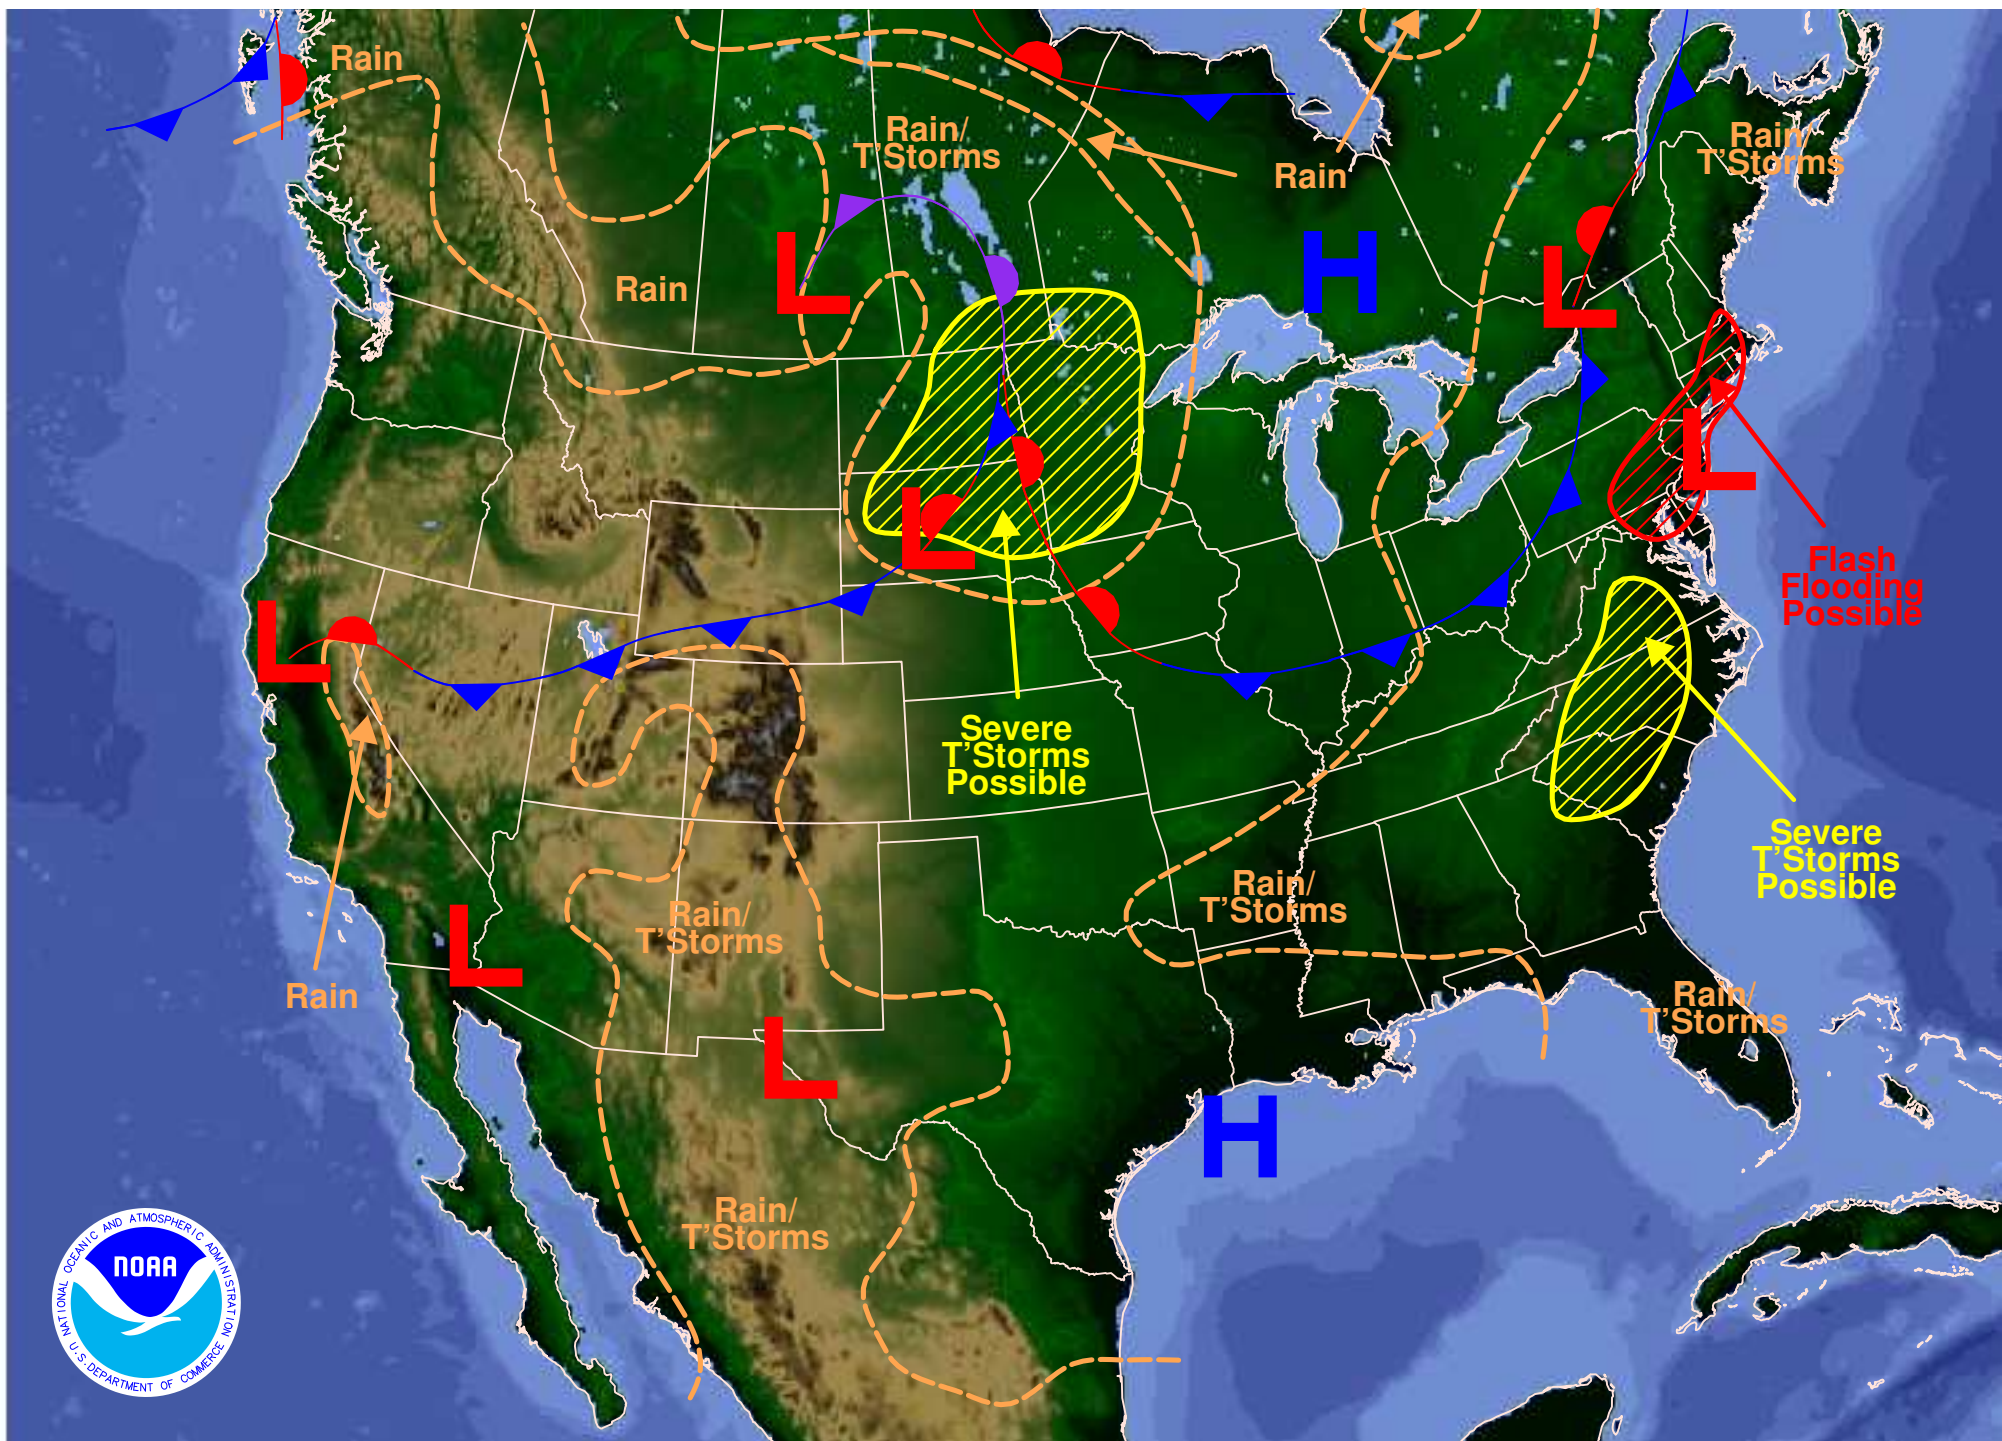 Rain
Rain/
T'Storms
Rain/
T'Storms
Rain
Rain
H
L
L
L
L
L
Severe
T'Storms
Possible
Flash
Flooding
Possible
Severe
T'Storms
Possible
Rain/
T'Storms
Rain/
T'Storms
L
Rain
Rain/
T'Storms
L
H
Rain/
T'Storms
NATIONAL OCEANIC AND ATMOSPHERIC ADMINISTRATION
NOAA
U.S. DEPARTMENT OF COMMERCE